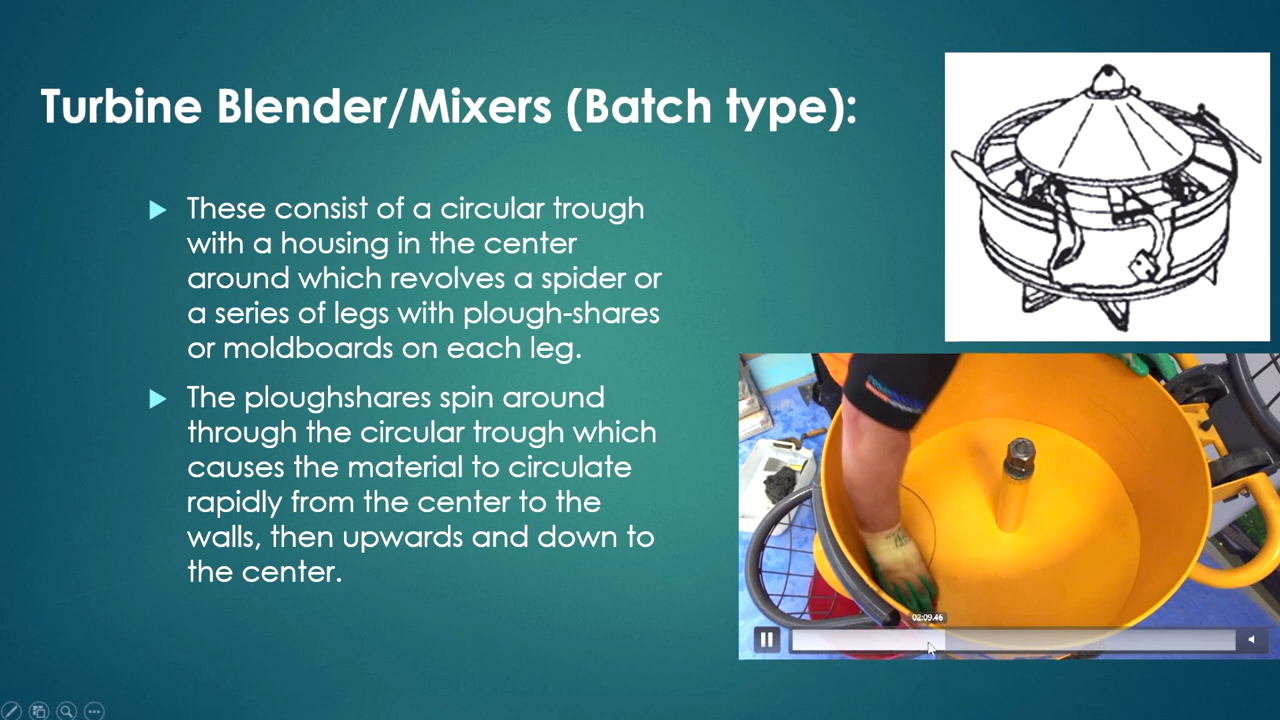 Turbine Blender/Mixers (Batch type):
These consist of a circular trough
with a housing in the center
around which revolves a spider or
a series of legs with plough-shares
or moldboards on each leg.
The ploughshares spin around
through the circular trough which
causes the material to circulate
rapidly from the center to the
walls, then upwards and down to
the center.
02:09.46